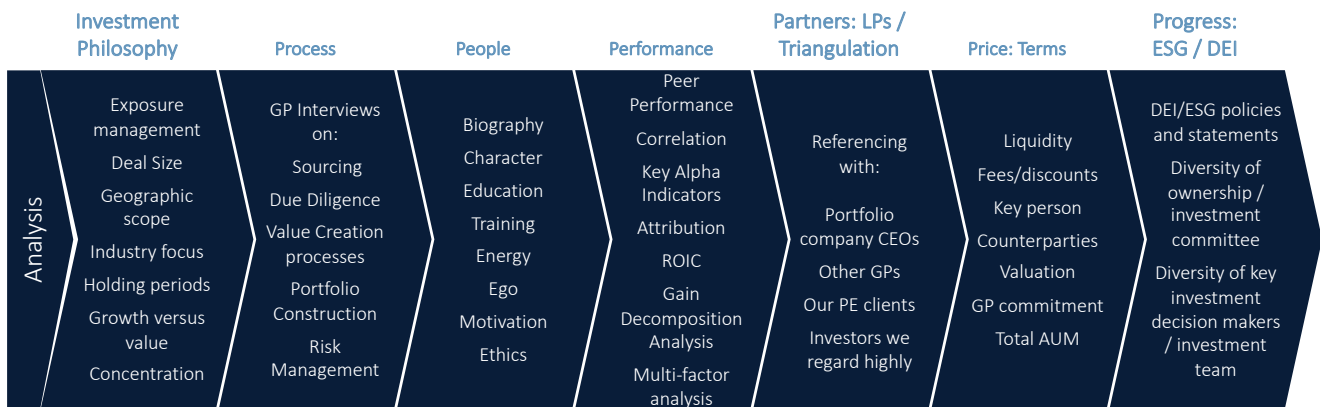 Investment
Philosophy
Process
People
Performance
Partners: LPs /
Triangulation
Price: Terms
Progress:
ESG / DEI
Analysis
Exposure
management
Deal Size
Geographic
scope
Industry focus
Holding periods
Growth versus
value
Concentration
GP Interviews
on:
Sourcing
Due Diligence
Value Creation
processes
Portfolio
Construction
Risk
Management
Biography
Character
Education
Training
Energy
Ego
Motivation
Ethics
Peer
Performance
Correlation
Key Alpha
Indicators
Attribution
ROIC
Gain
Decomposition
Analysis
Multi-factor
analysis
Referencing
with:
Portfolio
company CEOs
Other GPs
Our PE clients
Investors we
regard highly
Liquidity
Fees/discounts
Key person
Counterparties
Valuation
GP commitment
Total AUM
DEI/ESG policies
and statements
Diversity of
ownership /
investment
committee
Diversity of key
investment
decision makers
/ investment
team